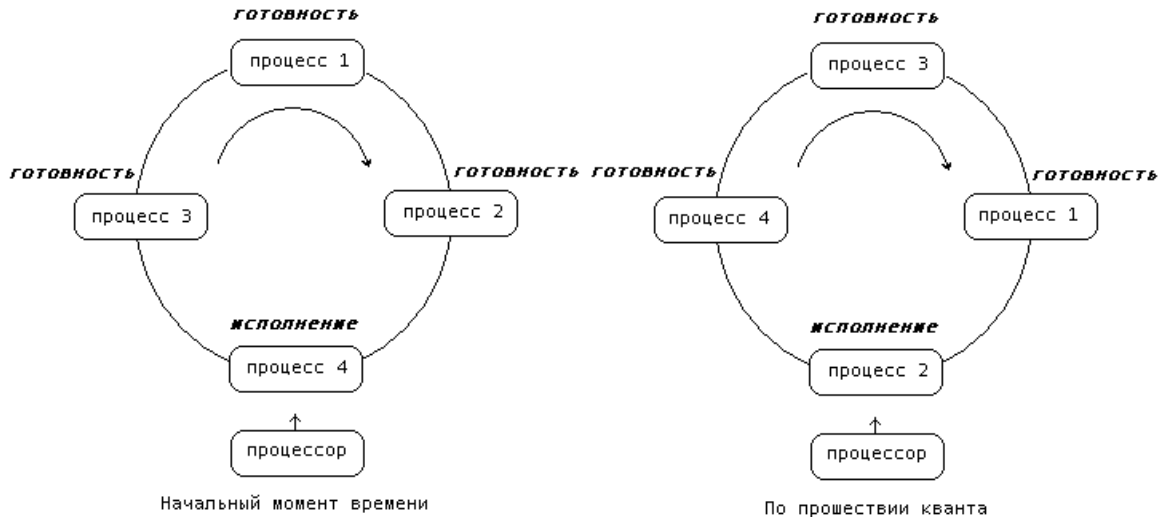 готовность
процесс 1
готовность
готовность
процесс 3
процесс 2
исполнение
процесс 4
процессор
Начальный момент времени
готовность
процесс 3
готовность
готовность
процесс 4
процесс 1
исполнение
процесс 2
процессор
По прошествии кванта